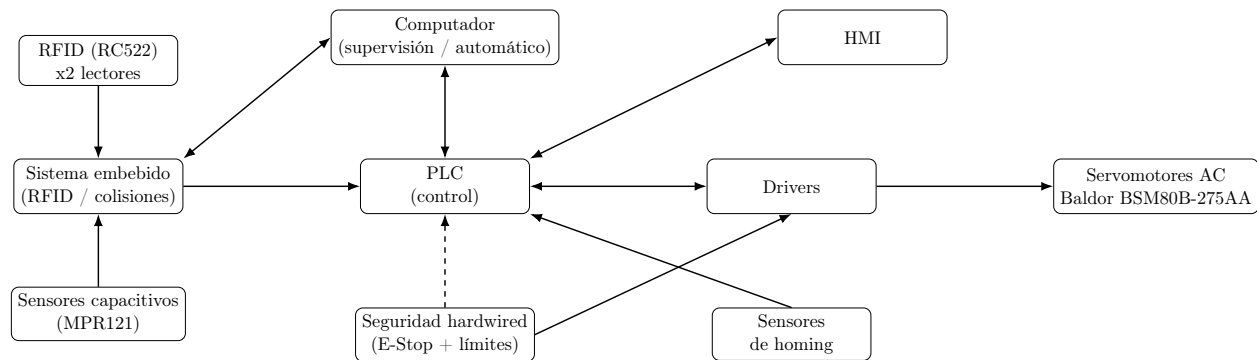 Computador
(supervisión / automático)
HMI
RFID (RC522)
x2 lectores
Sistema embebido
(RFID / colisiones)
PLC
(control)
Drivers
Servomotores AC
Baldor BSM80B-275AA
Sensores capacitivos
(MPR121)
Seguridad hardwired
(E-Stop + límites)
Sensores
de homing